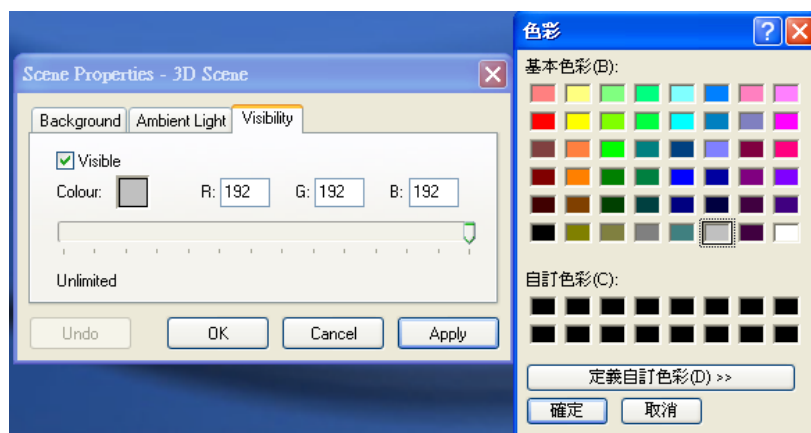 Scene Properties - 3D Scene
Background Ambient Light Visibility
Visible
Colour: R: 192 G: 192 B: 192
Unlimited
Undo OK Cancel Apply
色彩
基本色彩(B):
自訂色彩(C):
定義自訂色彩(D) >>
確定 取消